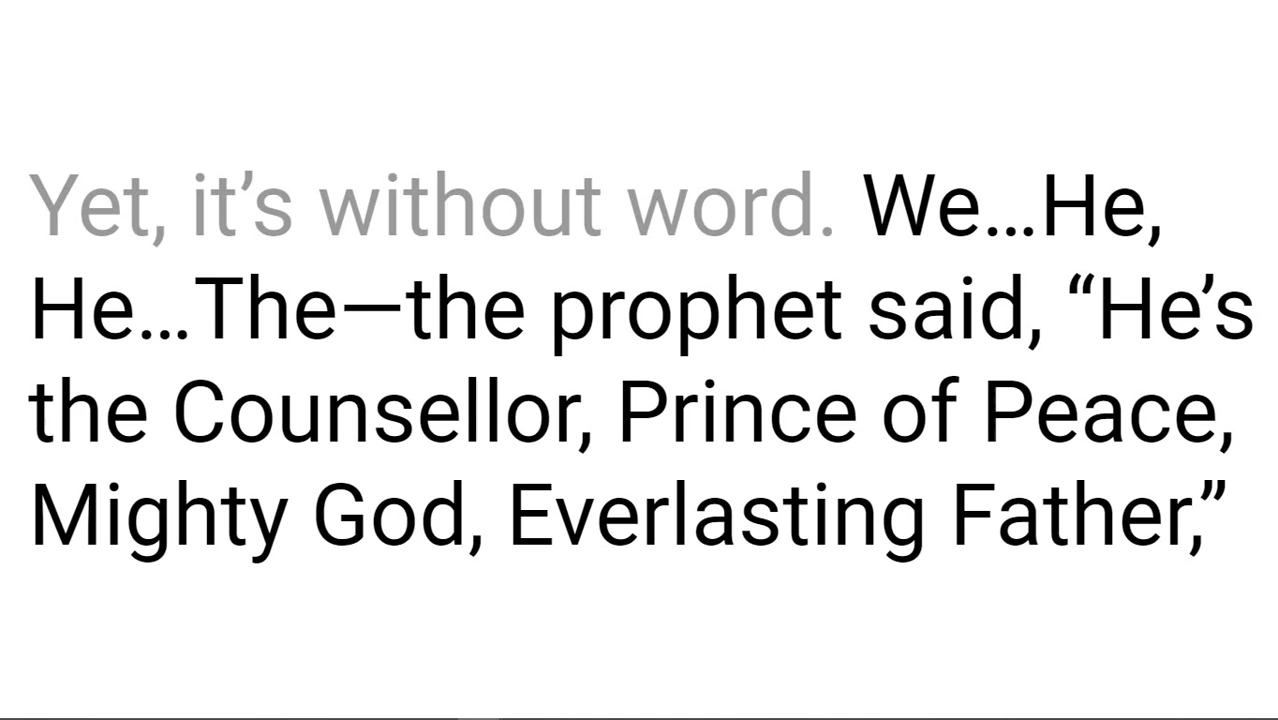 Yet, it’s without word. We…He,
He…The—the prophet said, “He’s
the Counsellor, Prince of Peace,
Mighty God, Everlasting Father,”